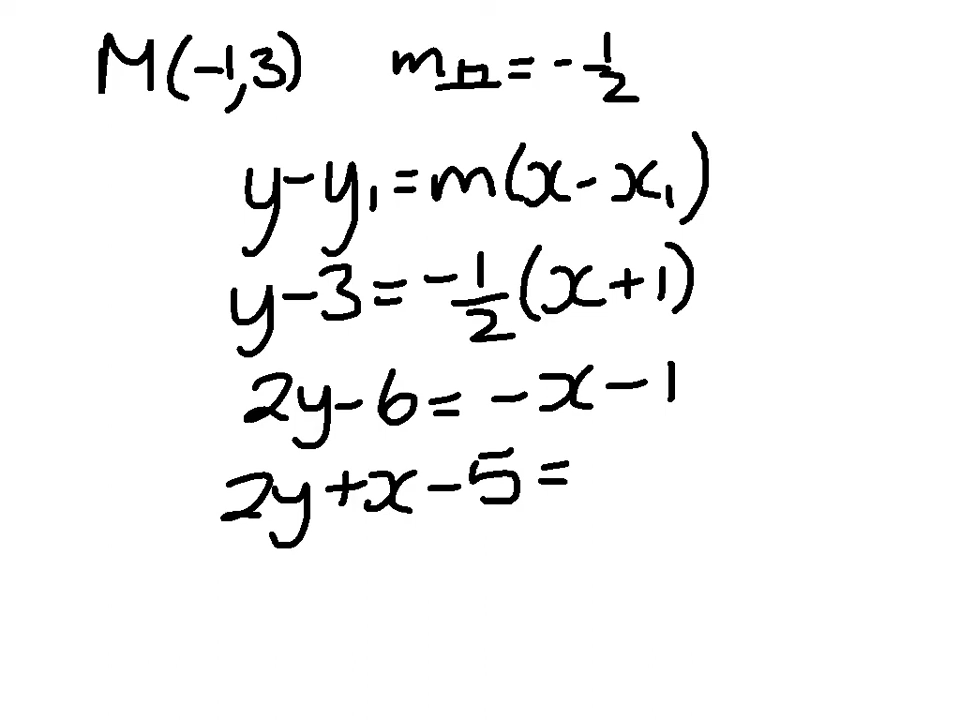 M(-1,3) m⊥ = -1/2
y-y₁=m(x-x₁)
y-3=-1/2(x+1)
2y-6=-x-1
2y+x-5=